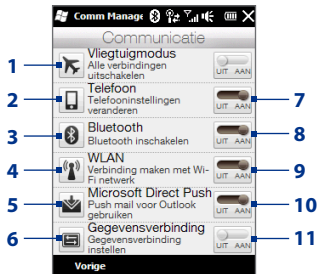 Comm Manage
Communicatie
1 Vliegtuigmodus
Alle verbindingen
uitschakelen
UIT AAN
2 Telefoon
Telefooninstellingen
veranderen
UIT AAN 7
3 Bluetooth
Bluetooth inschakelen
UIT AAN 8
4 WLAN
Verbinding maken met Wi-
Fi netwerk
UIT AAN 9
5 Microsoft Direct Push
Push mail voor Outlook
gebruiken
UIT AAN 10
6 Gegevensverbinding
Gegevensverbinding
instellen
UIT AAN 11
Vorige